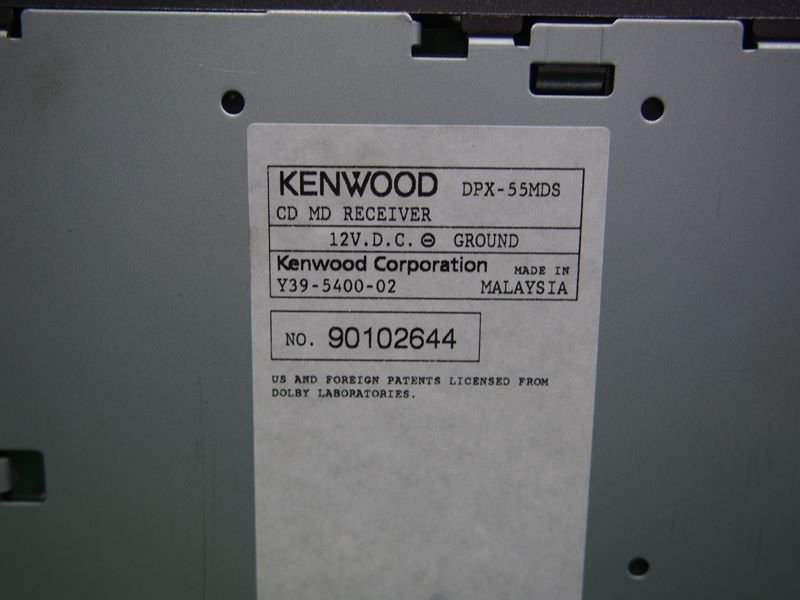 KENWOOD DPX-55MDS
CD MD RECEIVER
12V.D.C. ⊖ GROUND
Kenwood Corporation MADE IN
Y39-5400-02 MALAYSIA
NO. 90102644
US AND FOREIGN PATENTS LICENSED FROM
DOLBY LABORATORIES.